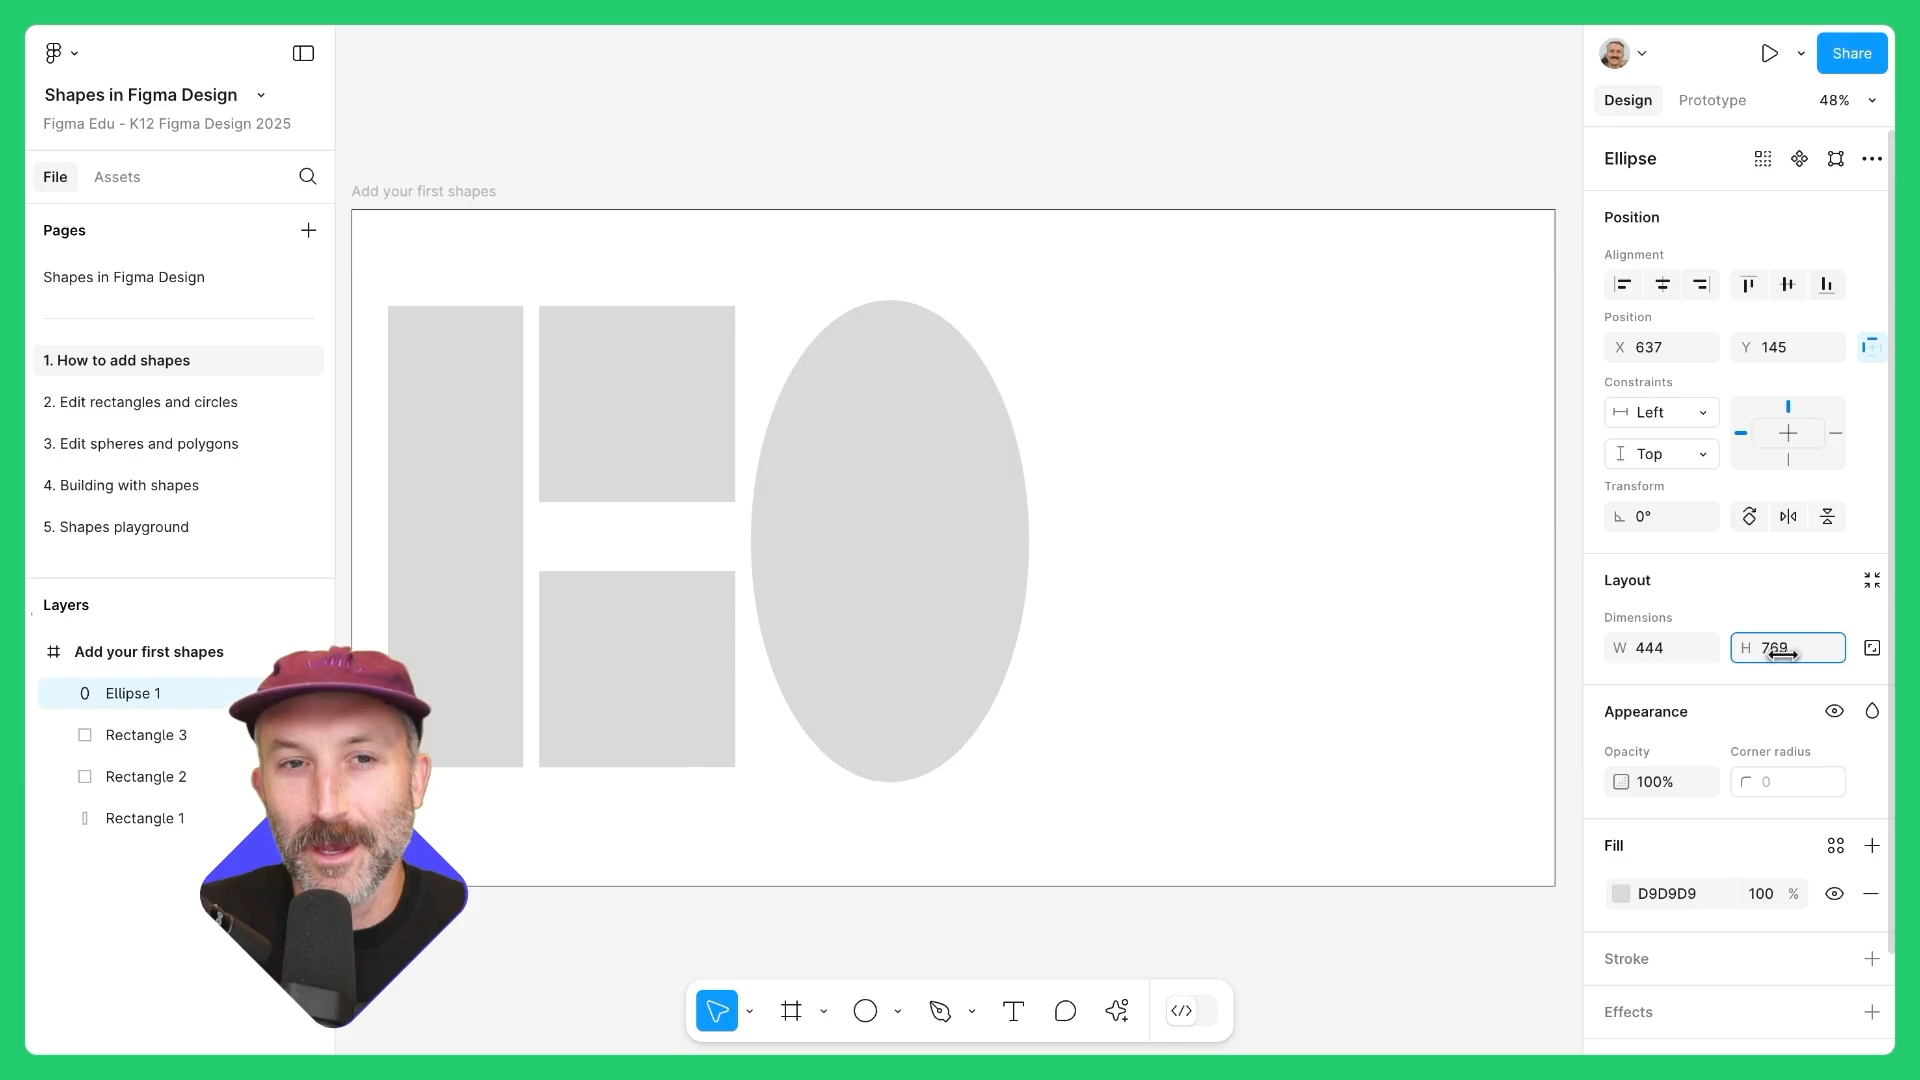 Shapes in Figma Design
Figma Edu - K12 Figma Design 2025
File
Assets
Pages
Shapes in Figma Design
1. How to add shapes
2. Edit rectangles and circles
3. Edit spheres and polygons
4. Building with shapes
5. Shapes playground
Layers
Add your first shapes
Ellipse 1
Rectangle 3
Rectangle 2
Rectangle 1
Add your first shapes
Share
Design
Prototype
48%
Ellipse
Position
Alignment
Position
X 637
Y 145
Constraints
Left
Top
Transform
0°
Layout
Dimensions
W 444
H 769
Appearance
Opacity
Corner radius
100%
0
Fill
D9D9D9 100 %
Stroke
Effects